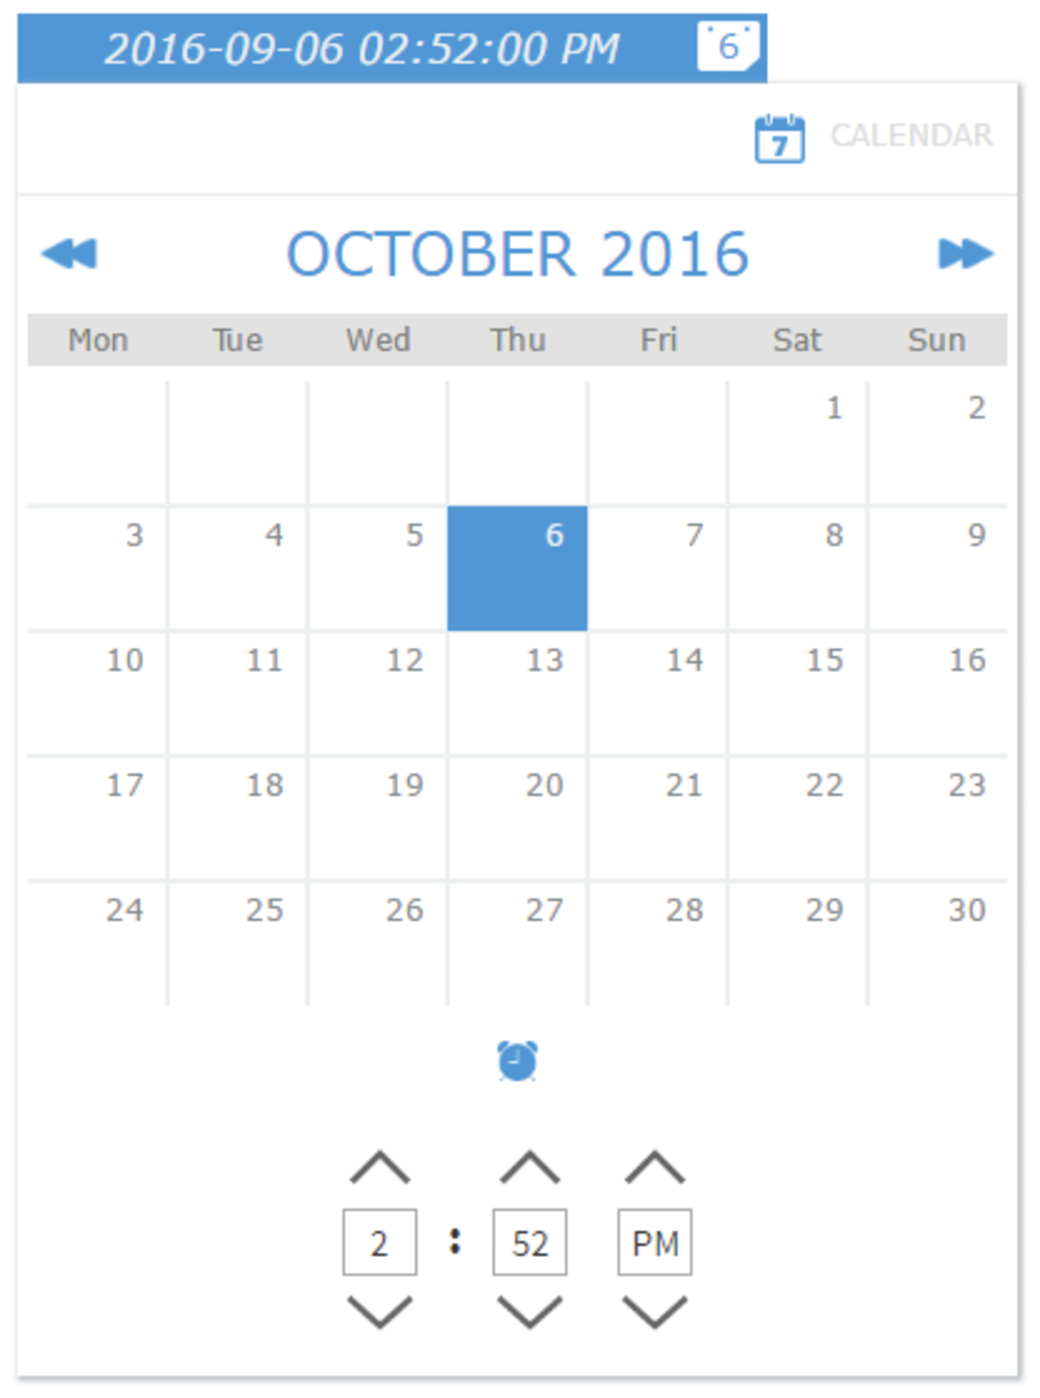 2016-09-06 02:52:00 PM 6
7 CALENDAR
OCTOBER 2016
Mon Tue Wed Thu Fri Sat Sun
1 2
3 4 5 6 7 8 9
10 11 12 13 14 15 16
17 18 19 20 21 22 23
24 25 26 27 28 29 30
2 : 52 PM